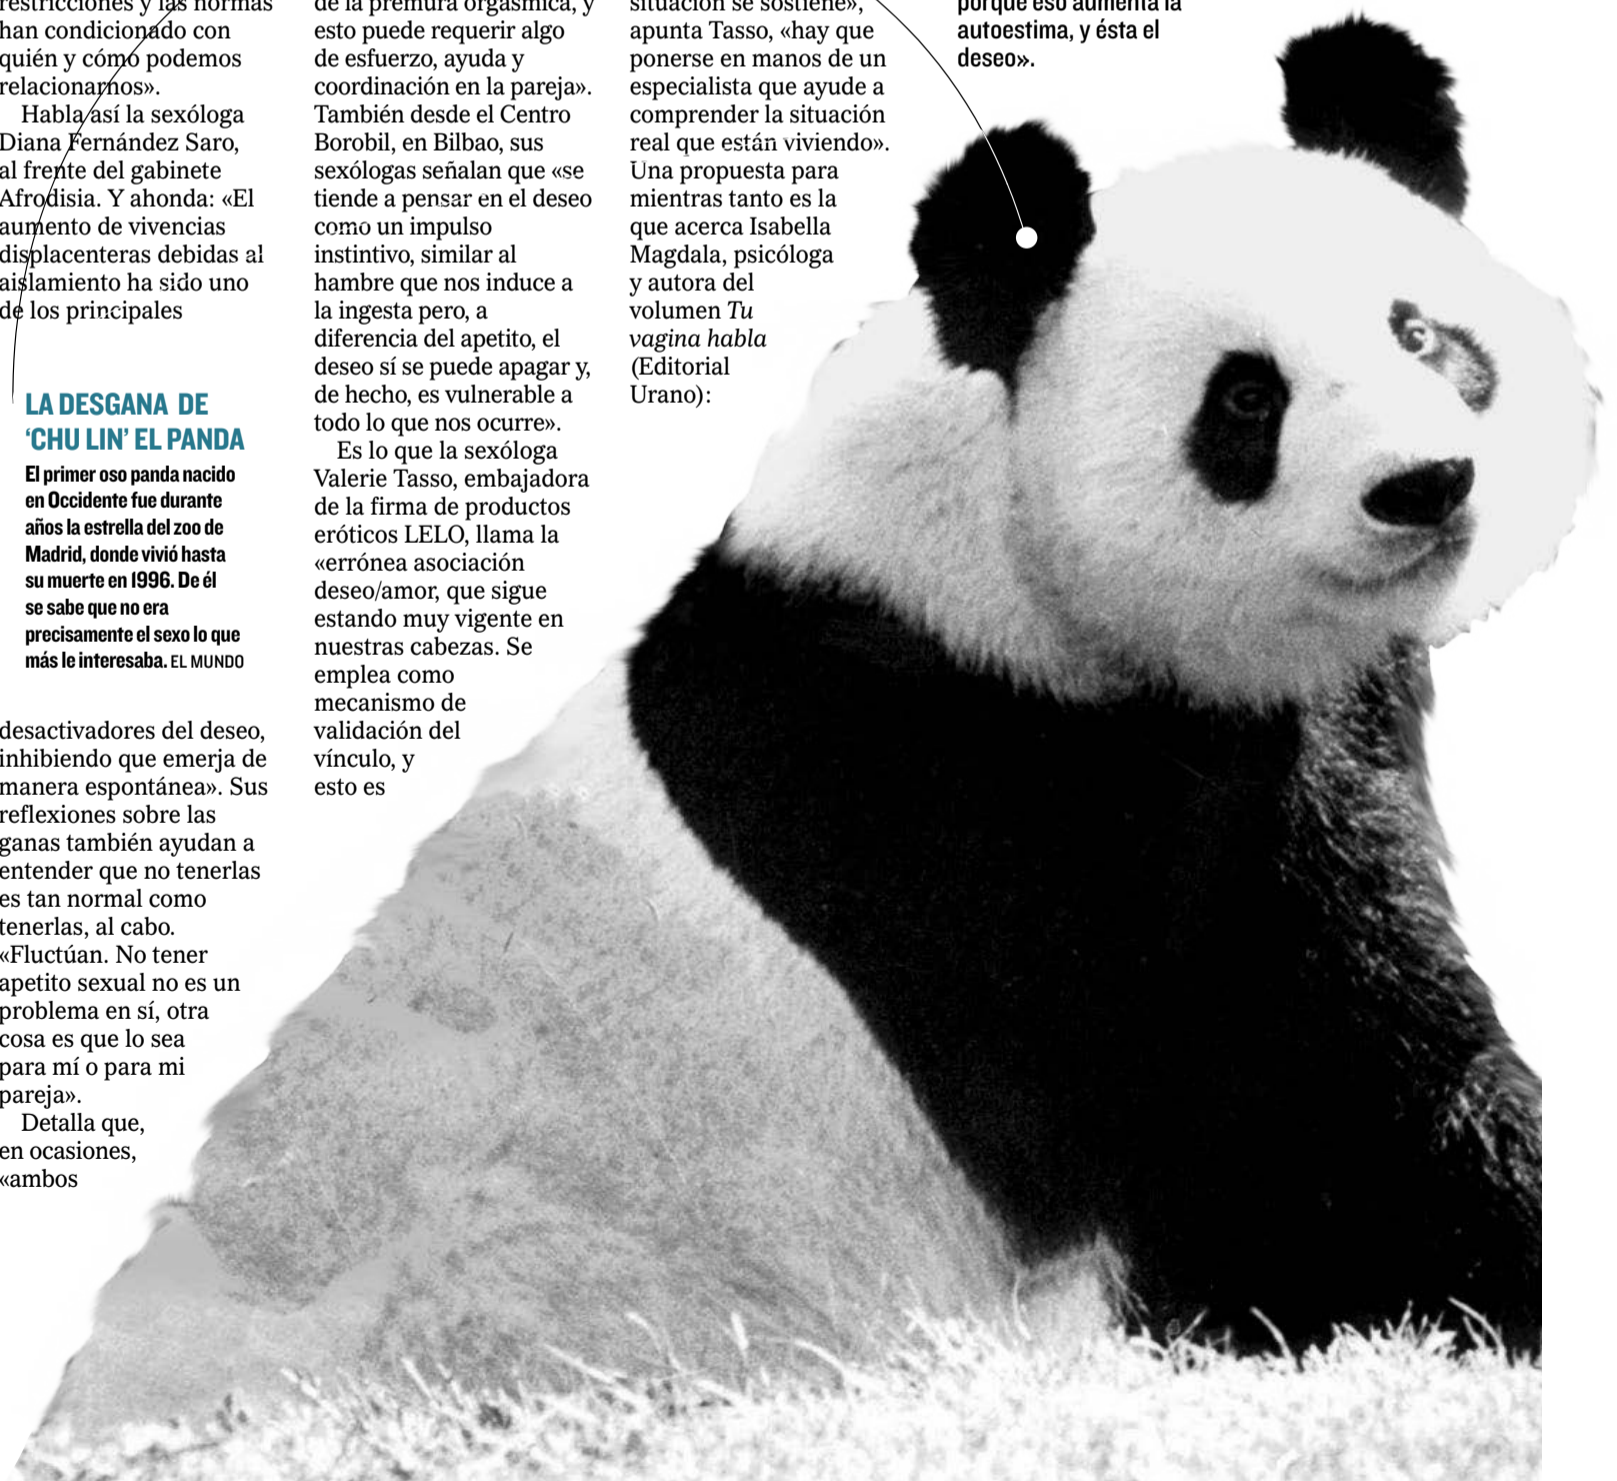 restricciones y las normas
han condicionado con
quién y cómo podemos
relacionarnos».
Habla así la sexóloga
Diana Fernández Saro,
al frente del gabinete
Afrodisia. Y ahonda: «El
aumento de vivencias
displacenteras debidas al
aislamiento ha sido uno
de los principales
LA DESGANA DE
‘CHU LIN’ EL PANDA
El primer oso panda nacido
en Occidente fue durante
años la estrella del zoo de
Madrid, donde vivió hasta
su muerte en 1996. De él
se sabe que no era
precisamente el sexo lo que
más le interesaba. EL MUNDO
desactivadores del deseo,
inhibiendo que emerja de
manera espontánea». Sus
reflexiones sobre las
ganas también ayudan a
entender que no tenerlas
es tan normal como
tenerlas, al cabo.
«Fluctúan. No tener
apetito sexual no es un
problema en sí, otra
cosa es que lo sea
para mí o para mi
pareja».
Detalla que,
en ocasiones,
«ambos
de la premura orgásmica, y
esto puede requerir algo
de esfuerzo, ayuda y
coordinación en la pareja».
También desde el Centro
Borobil, en Bilbao, sus
sexólogas señalan que «se
tiende a pensar en el deseo
como un impulso
instintivo, similar al
hambre que nos induce a
la ingesta pero, a
diferencia del apetito, el
deseo sí se puede apagar y,
de hecho, es vulnerable a
todo lo que nos ocurre».
Es lo que la sexóloga
Valerie Tasso, embajadora
de la firma de productos
eróticos LELO, llama la
«errónea asociación
deseo/amor, que sigue
estando muy vigente en
nuestras cabezas. Se
emplea como
mecanismo de
validación del
vínculo, y
esto es
situación se sostiene»,
apunta Tasso, «hay que
ponerse en manos de un
especialista que ayude a
comprender la situación
real que están viviendo».
Una propuesta para
mientras tanto es la
que acerca Isabella
Magdala, psicóloga
y autora del
volumen Tu
vagina habla
(Editorial
Urano):
porque eso aumenta la
autoestima, y ésta el
deseo».